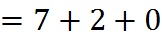 = 7 + 2 + 0